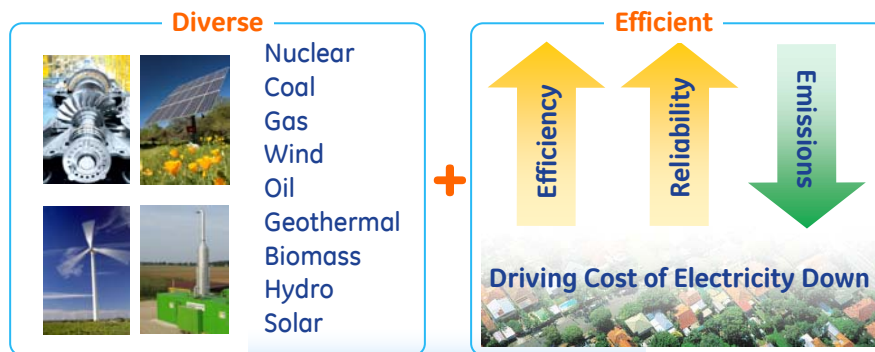 Diverse
Nuclear
Coal
Gas
Wind
Oil
Geothermal
Biomass
Hydro
Solar
+
Efficient
Efficiency
Reliability
Emissions
Driving Cost of Electricity Down